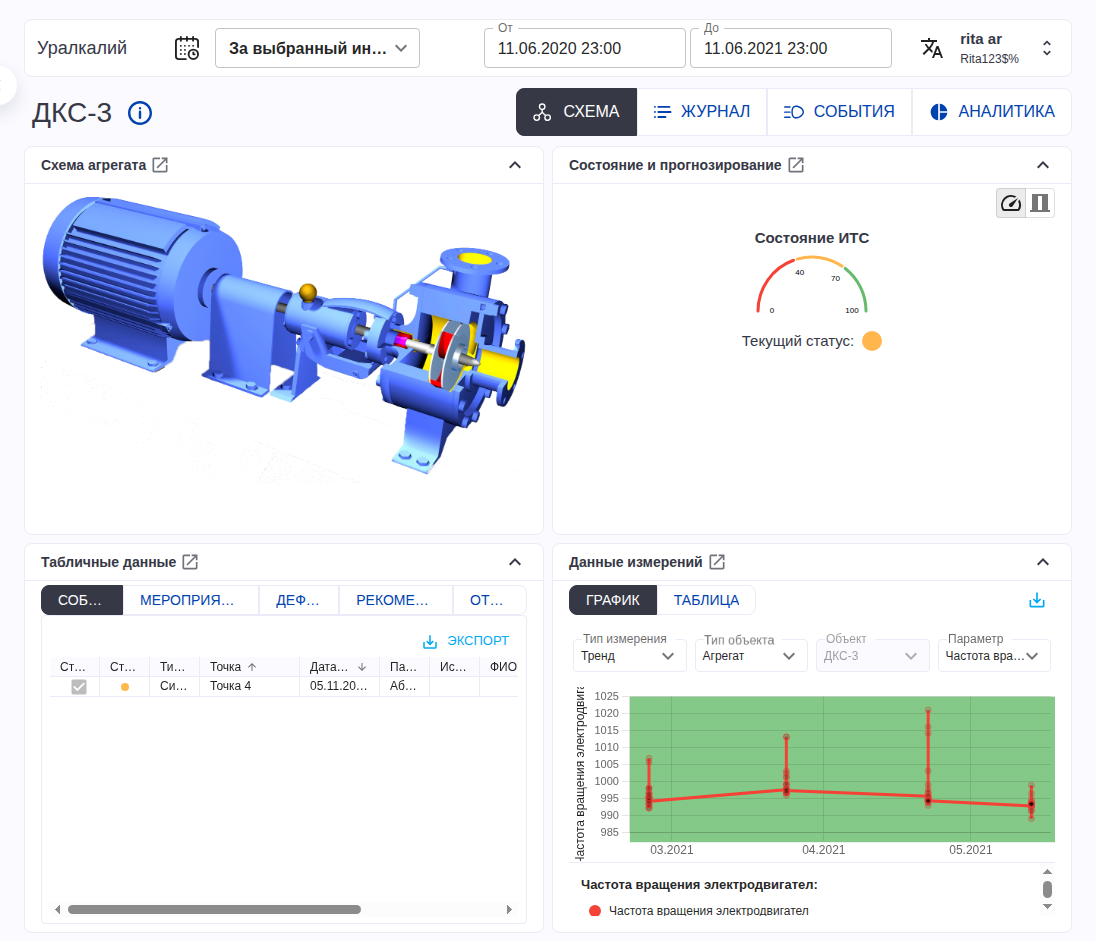 Уралкалий
За выбранный ин...
От
11.06.2020 23:00
До
11.06.2021 23:00
rita ar
Rita123$%
ДКС-3
СХЕМА
ЖУРНАЛ
СОБЫТИЯ
АНАЛИТИКА
Схема агрегата
Состояние и прогнозирование
Состояние ИТС
0 40 70 100
Текущий статус:
Табличные данные
СОБ... МЕРОПРИЯ... ДЕФ... РЕКОМЕ... ОТ...
ЭКСПОРТ
Ст... Ст... Ти... Точка Дата... Па... Ис... ФИО
Си... Точка 4 05.11.20... Аб...
Данные измерений
ГРАФИК ТАБЛИЦА
Тип измерения
Тренд
Тип объекта
Агрегат
Объект
ДКС-3
Параметр
Частота вра...
Частота вращения электродвига
1025
1020
1015
1010
1005
1000
995
990
985
03.2021 04.2021 05.2021
Частота вращения электродвигател:
Частота вращения электродвигател